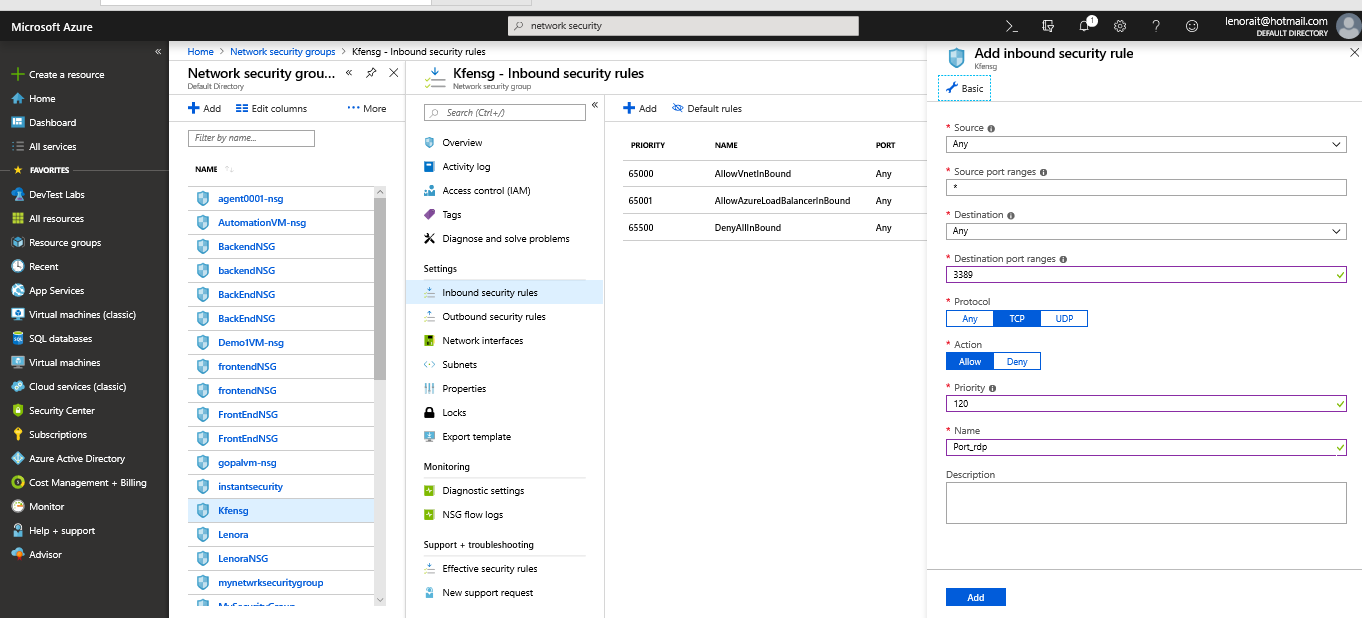 Microsoft Azure
network security
1
lenorait@hotmail.com
DEFAULT DIRECTORY
«
Create a resource
Home
Dashboard
All services
FAVORITES
DevTest Labs
All resources
Resource groups
Recent
App Services
Virtual machines (classic)
SQL databases
Virtual machines
Cloud services (classic)
Security Center
Subscriptions
Azure Active Directory
Cost Management + Billing
Monitor
Help + support
Advisor
Home > Network security groups > Kfensg - Inbound security rules
Network security grou... «
Default Directory
Add Edit columns ··· More
Filter by name...
NAME
agent0001-nsg
AutomationVM-nsg
BackendNSG
backendNSG
BackEndNSG
BackEndNSG
Demo1VM-nsg
frontendNSG
frontendNSG
FrontEndNSG
FrontEndNSG
gopalvm-nsg
instantsecurity
Kfensg
Lenora
LenoraNSG
mynetwrksecuritygroup
MySecurityGroup
Kfensg - Inbound security rules
Network security group
Search (Ctrl+/) «
Overview
Activity log
Access control (IAM)
Tags
Diagnose and solve problems
Settings
Inbound security rules
Outbound security rules
Network interfaces
Subnets
Properties
Locks
Export template
Monitoring
Diagnostic settings
NSG flow logs
Support + troubleshooting
Effective security rules
New support request
Add Default rules
PRIORITY NAME PORT
65000 AllowVnetInBound Any
65001 AllowAzureLoadBalancerInBound Any
65500 DenyAllInBound Any
Add inbound security rule
Kfensg
Basic
* Source
Any
* Source port ranges
*
* Destination
Any
* Destination port ranges
3389
* Protocol
Any TCP UDP
* Action
Allow Deny
* Priority
120
* Name
Port_rdp
Description
Add